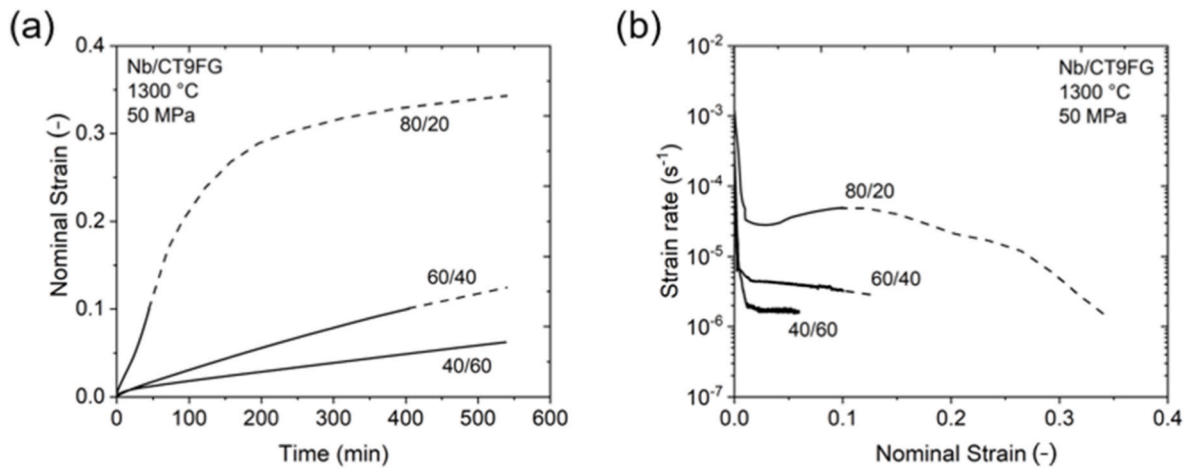 (a)
0.4
0.3
0.2
0.1
0.0
Nominal Strain (-)
Nb/CT9FG
1300 °C
50 MPa
80/20
60/40
40/60
0 100 200 300 400 500 600
Time (min)
(b)
10⁻²
10⁻³
10⁻⁴
10⁻⁵
10⁻⁶
10⁻⁷
Strain rate (s⁻¹)
Nb/CT9FG
1300 °C
50 MPa
80/20
60/40
40/60
0.0 0.1 0.2 0.3 0.4
Nominal Strain (-)